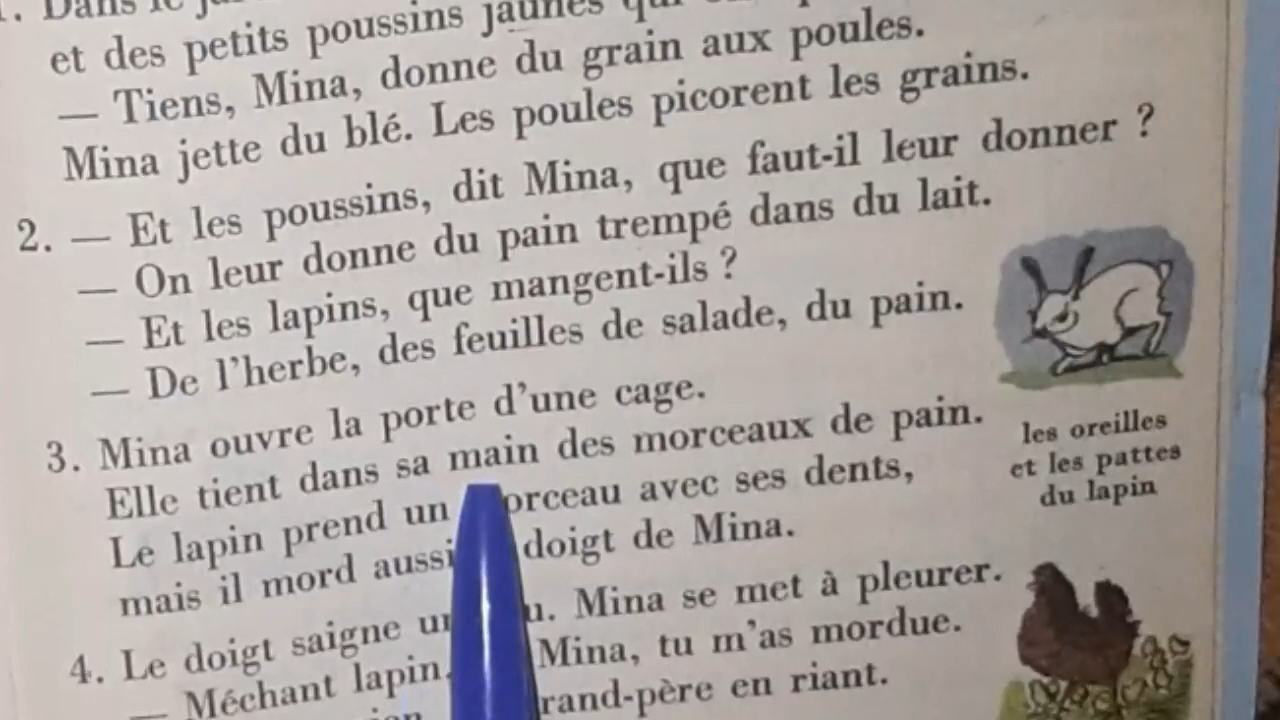 1. Dans le
et des petits poussins jaunes
— Tiens, Mina, donne du grain aux poules.
Mina jette du blé. Les poules picorent les grains.
2. — Et les poussins, dit Mina, que faut-il leur donner ?
— On leur donne du pain trempé dans du lait.
— Et les lapins, que mangent-ils ?
— De l'herbe, des feuilles de salade, du pain.
3. Mina ouvre la porte d'une cage.
Elle tient dans sa main des morceaux de pain.
Le lapin prend un orceau avec ses dents,
mais il mord aussi doigt de Mina.
4. Le doigt saigne u. Mina se met à pleurer.
— Méchant lapin, Mina, tu m'as mordue.
rand-père en riant.
les oreilles
et les pattes
du lapin